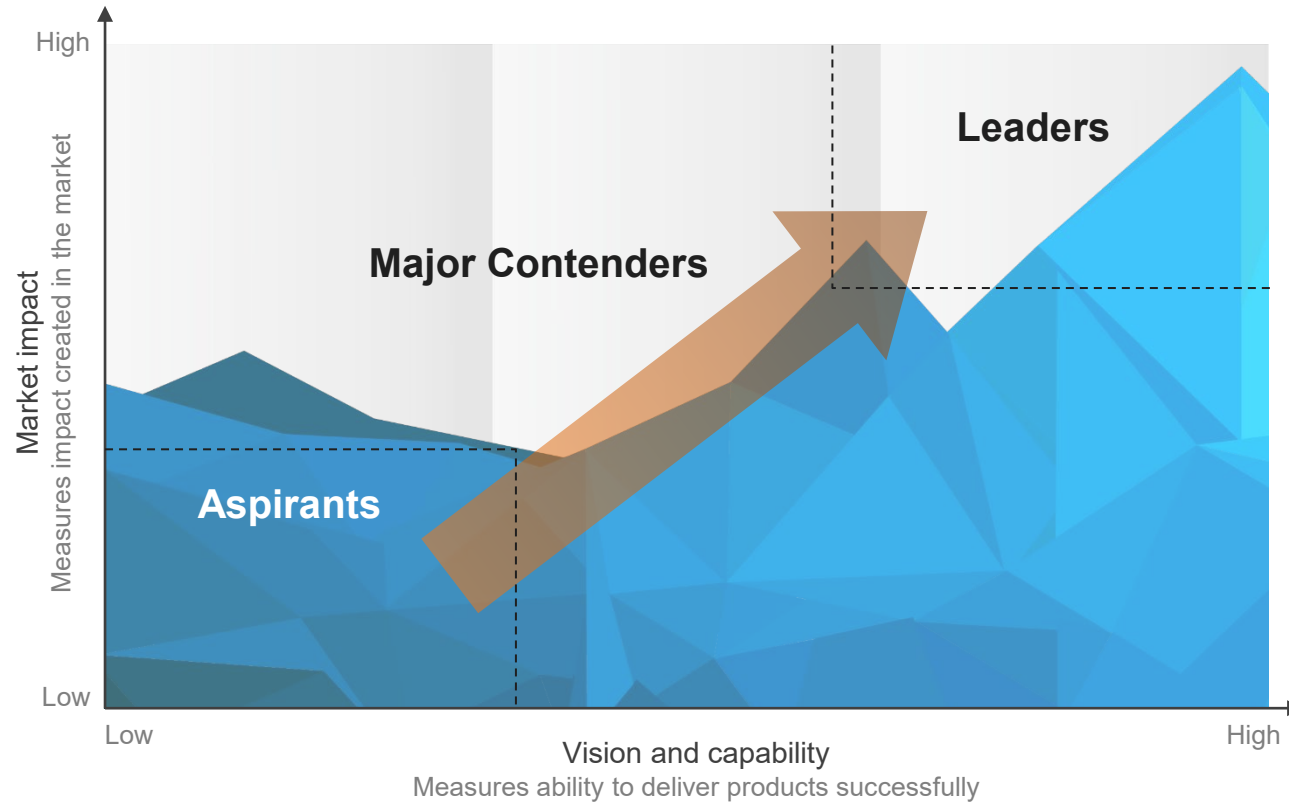 High
Leaders
Major Contenders
Market impact
Measures impact created in the market
Aspirants
Low
Low
High
Vision and capability
Measures ability to deliver products successfully